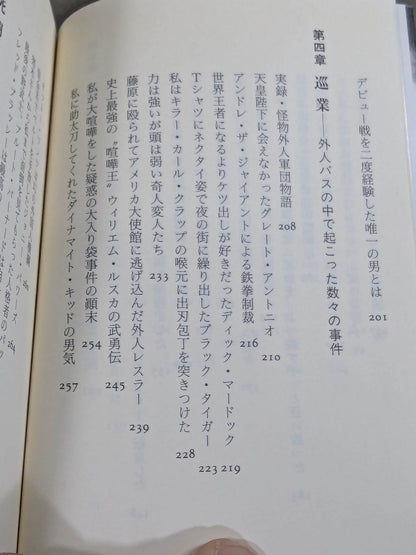 デビュー戦を二度経験した唯一の男とは 201
第四章 巡業——外人バスの中で起こった数々の事件
実録・怪物外人軍団物語 208
天皇陛下に会えなかったグレート・アントニオ 210
アンドレ・ザ・ジャイアントによる鉄拳制裁 216
世界王者になるよりケツ出しが好きだったディック・マードック 219
Tシャツにネクタイ姿で夜の街に繰り出したブラック・タイガー 223
私はキラー・カール・クラップの喉元に出刃包丁を突きつけた 228
力は強いが頭は弱い奇人変人たち 233
藤原に殴られてアメリカ大使館に逃げ込んだ外人レスラー 239
史上最強の〝喧嘩王〟ウィリエム・ルスカの武勇伝 245
私が大喧嘩をした疑惑の大入り袋事件の顛末 254
私に助太刀してくれたダイナマイト・キッドの男気 257